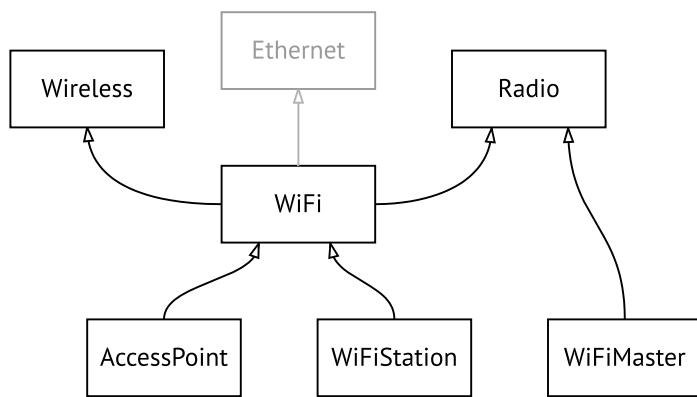 Ethernet
Wireless
Radio
WiFi
AccessPoint
WiFiStation
WiFiMaster